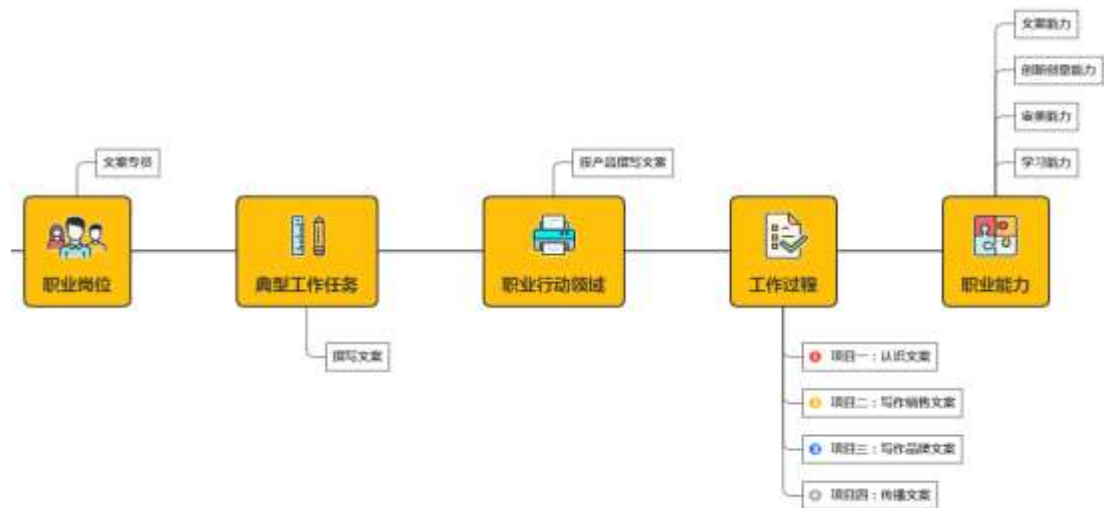 文案能力
创新创意能力
审美能力
学习能力
文案专员
按产品撰写文案
职业岗位
典型工作任务
职业行动领域
工作过程
职业能力
撰写文案
1 项目一：认识文案
2 项目二：写作销售文案
3 项目三：写作品牌文案
4 项目四：传播文案